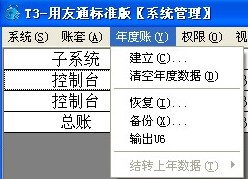 T3-用友通标准版〖系统管理〗
系统(S) 账套(A) 年度账(Y) 权限(O) 视
子系统
控制台
控制台
总账
建立(C)...
清空年度数据(D)
恢复(I)...
备份(X)...
输出U6
结转上年数据(T)